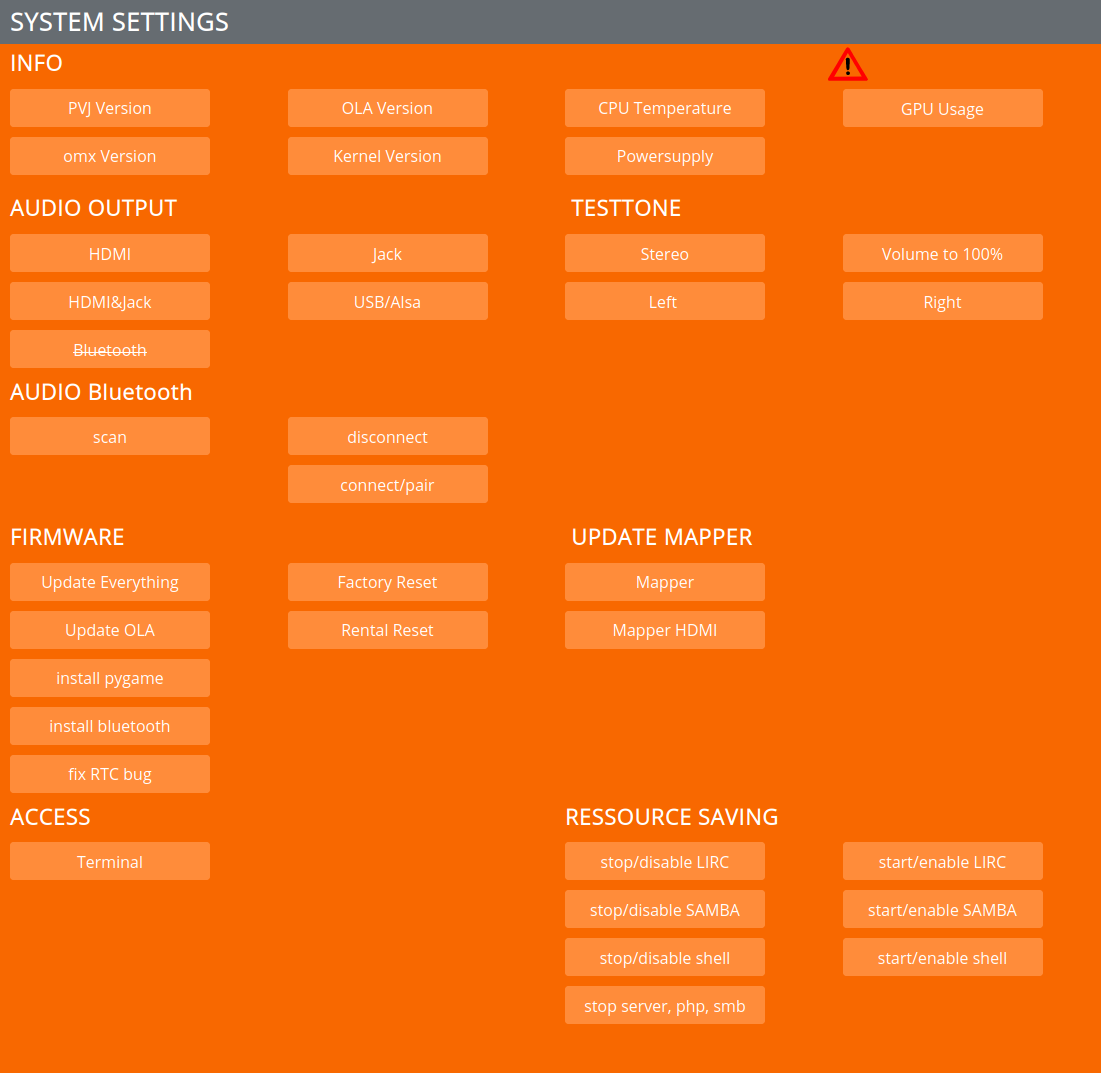 SYSTEM SETTINGS
INFO
PVJ Version
OLA Version
CPU Temperature
GPU Usage
omx Version
Kernel Version
Powersupply
AUDIO OUTPUT
TESTTONE
HDMI
Jack
Stereo
Volume to 100%
HDMI&Jack
USB/Alsa
Left
Right
Bluetooth
AUDIO Bluetooth
scan
disconnect
connect/pair
FIRMWARE
UPDATE MAPPER
Update Everything
Factory Reset
Mapper
Update OLA
Rental Reset
Mapper HDMI
install pygame
install bluetooth
fix RTC bug
ACCESS
RESSOURCE SAVING
Terminal
stop/disable LIRC
start/enable LIRC
stop/disable SAMBA
start/enable SAMBA
stop/disable shell
start/enable shell
stop server, php, smb